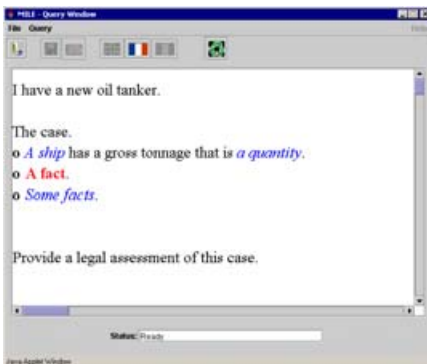 MILE - Query Window
File Query
I have a new oil tanker.
The case.
o A ship has a gross tonnage that is a quantity.
o A fact.
o Some facts.
Provide a legal assessment of this case.
Status: Ready
Java Applet Window